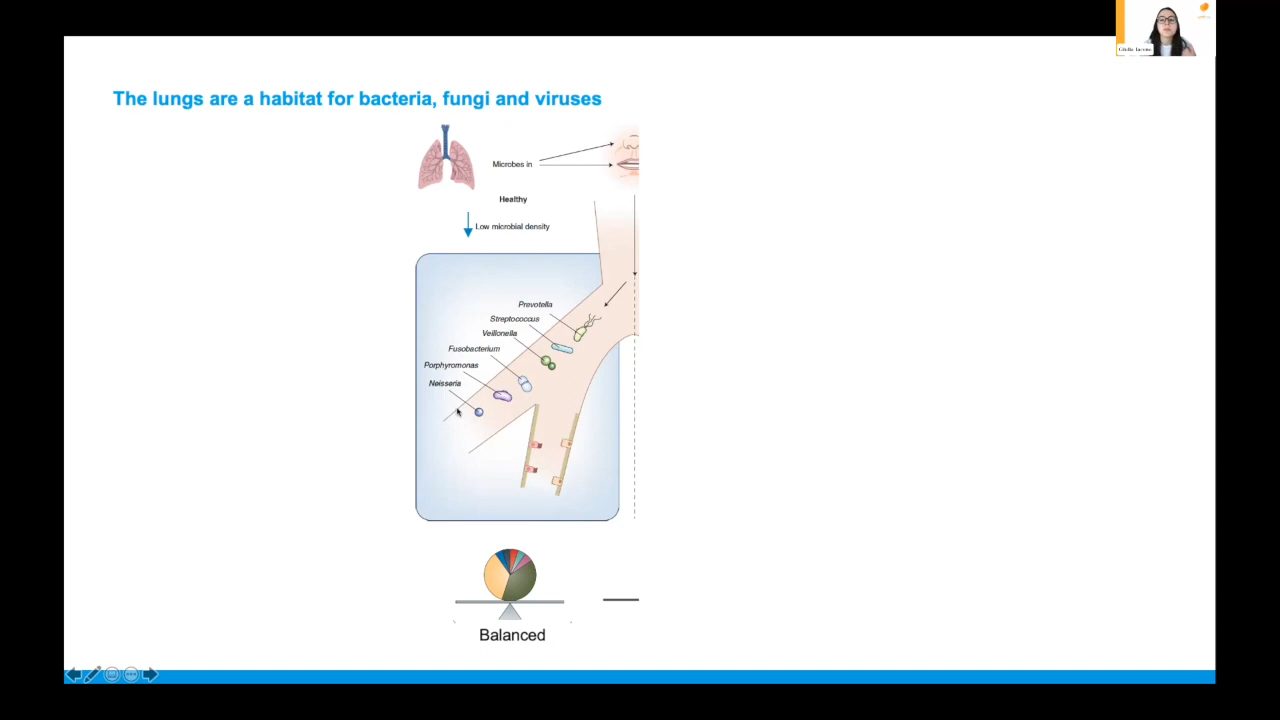 The lungs are a habitat for bacteria, fungi and viruses
Microbes in
Healthy
Low microbial density
Prevotella
Streptococcus
Veillonella
Fusobacterium
Porphyromonas
Neisseria
Balanced